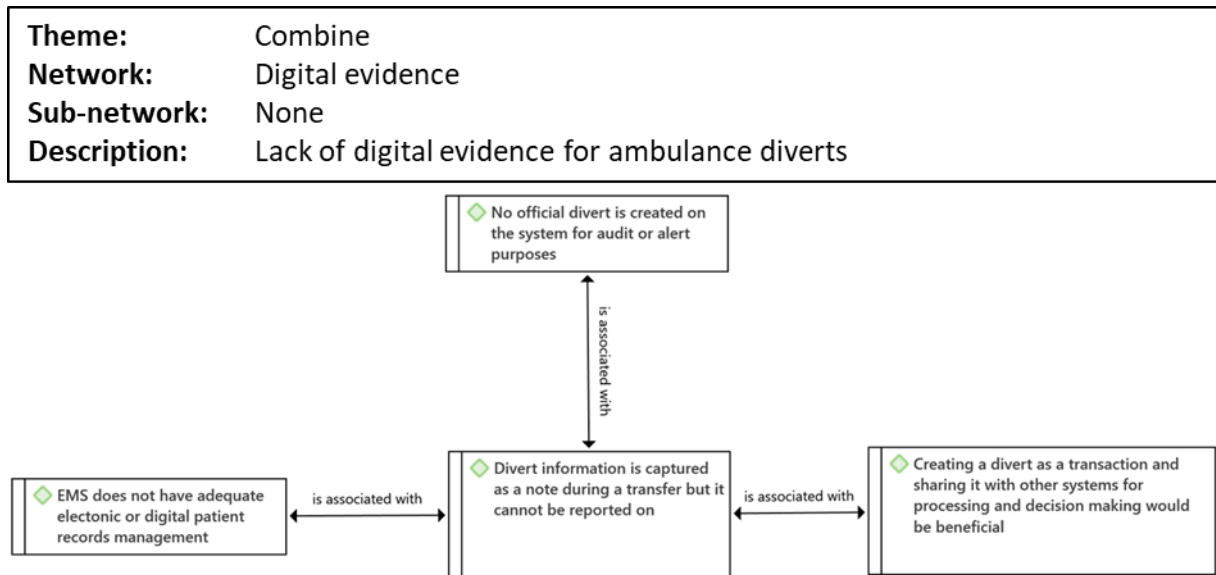 Theme: Combine
Network: Digital evidence
Sub-network: None
Description: Lack of digital evidence for ambulance diverts
No official divert is created on
the system for audit or alert
purposes
is associated with
EMS does not have adequate
electonic or digital patient
records management
is associated with
Divert information is captured
as a note during a transfer but it
cannot be reported on
is associated with
Creating a divert as a transaction and
sharing it with other systems for
processing and decision making would
be beneficial